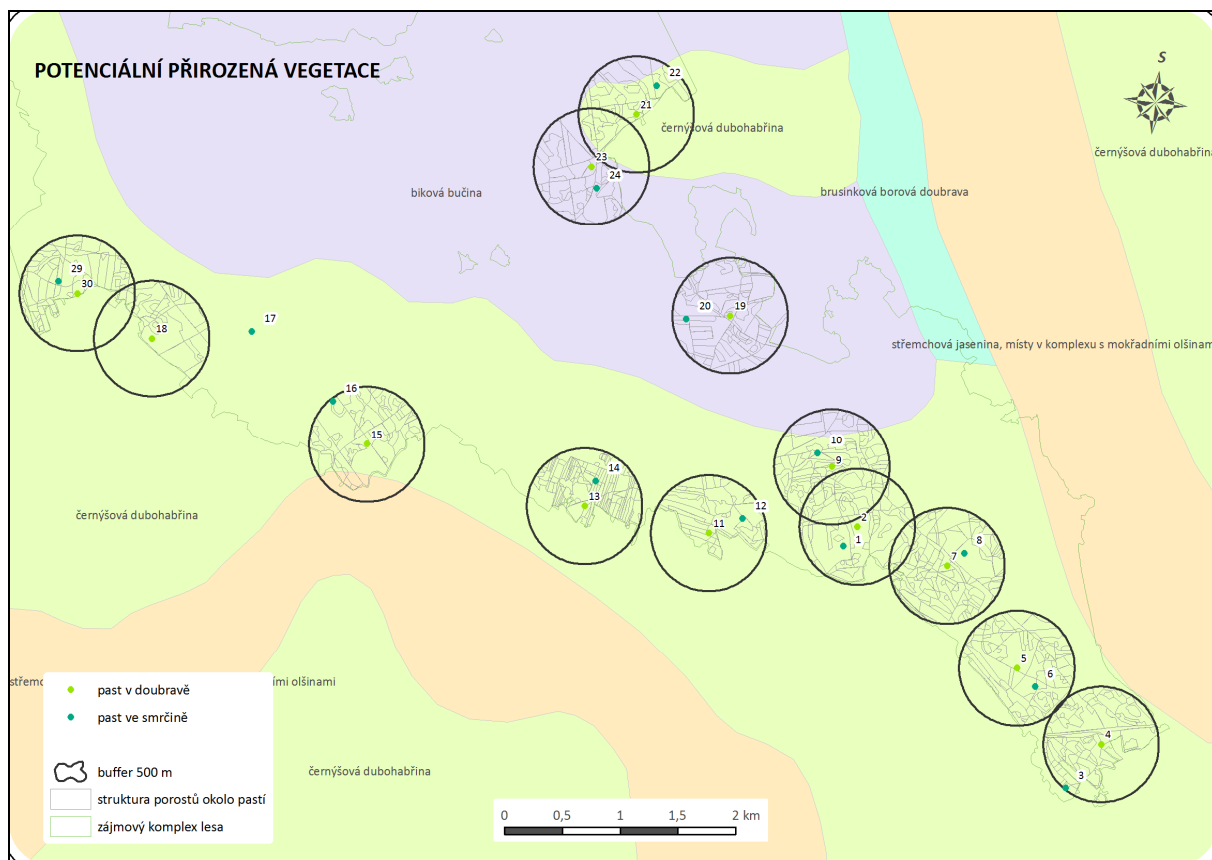 POTENCIÁLNÍ PŘIROZENÁ VEGETACE
S
22
21
černýšová dubohabřina
černýšová dubohabřina
23
24
biková bučina
brusinková borová doubrava
29
30
20
19
17
18
střemchová jasenina, místy v komplexu s mokřadními olšinami
16
15
10
9
14
13
12
11
2
1
8
7
černýšová dubohabřina
5
6
střemc
ími olšinami
4
3
černýšová dubohabřina
past v doubravě
past ve smrčině
buffer 500 m
struktura porostů okolo pastí
zájmový komplex lesa
0 0,5 1 1,5 2 km